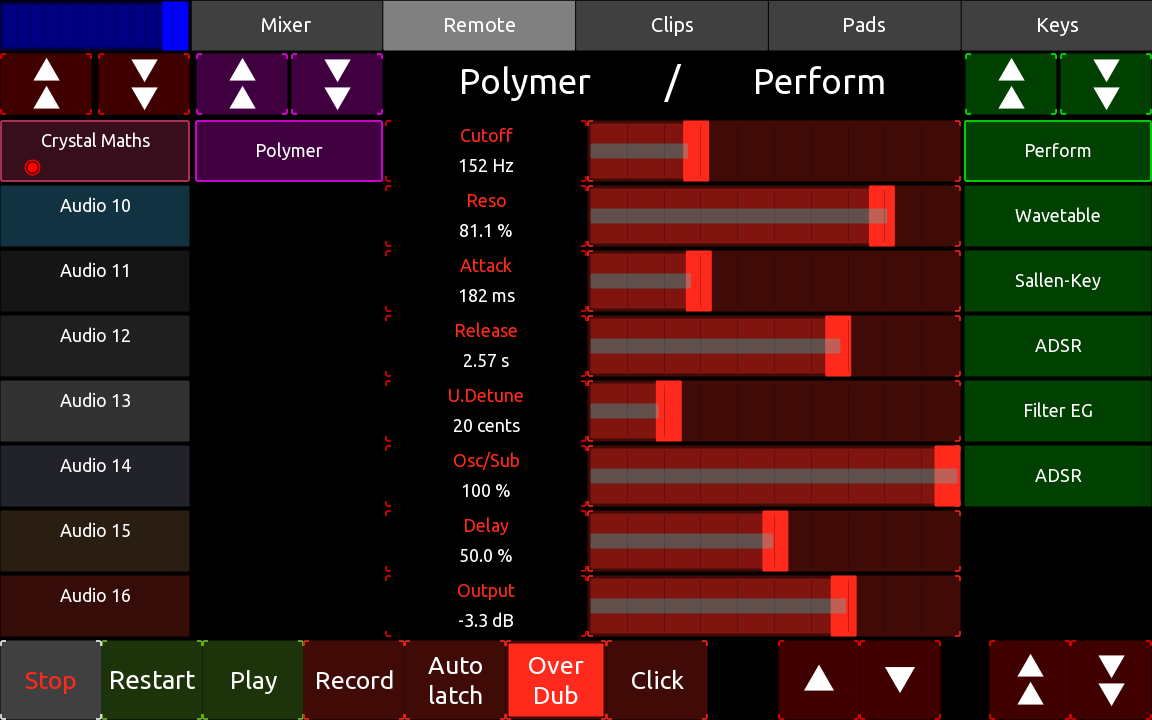 Mixer
Remote
Clips
Pads
Keys
Polymer / Perform
Crystal Maths
Polymer
Cutoff
152 Hz
Perform
Audio 10
Reso
81.1 %
Wavetable
Audio 11
Attack
182 ms
Sallen-Key
Audio 12
Release
2.57 s
ADSR
Audio 13
U.Detune
20 cents
Filter EG
Audio 14
Osc/Sub
100 %
ADSR
Audio 15
Delay
50.0 %
Audio 16
Output
-3.3 dB
Stop
Restart
Play
Record
Auto
latch
Over
Dub
Click